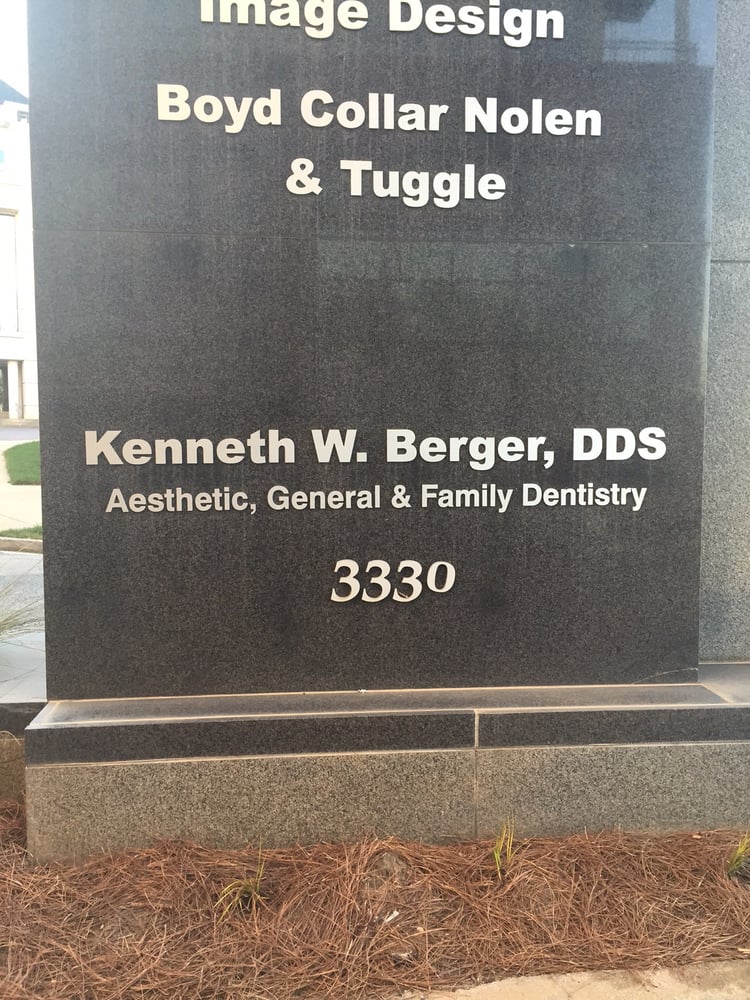 Image Design
Boyd Collar Nolen
& Tuggle
Kenneth W. Berger, DDS
Aesthetic, General & Family Dentistry
3330